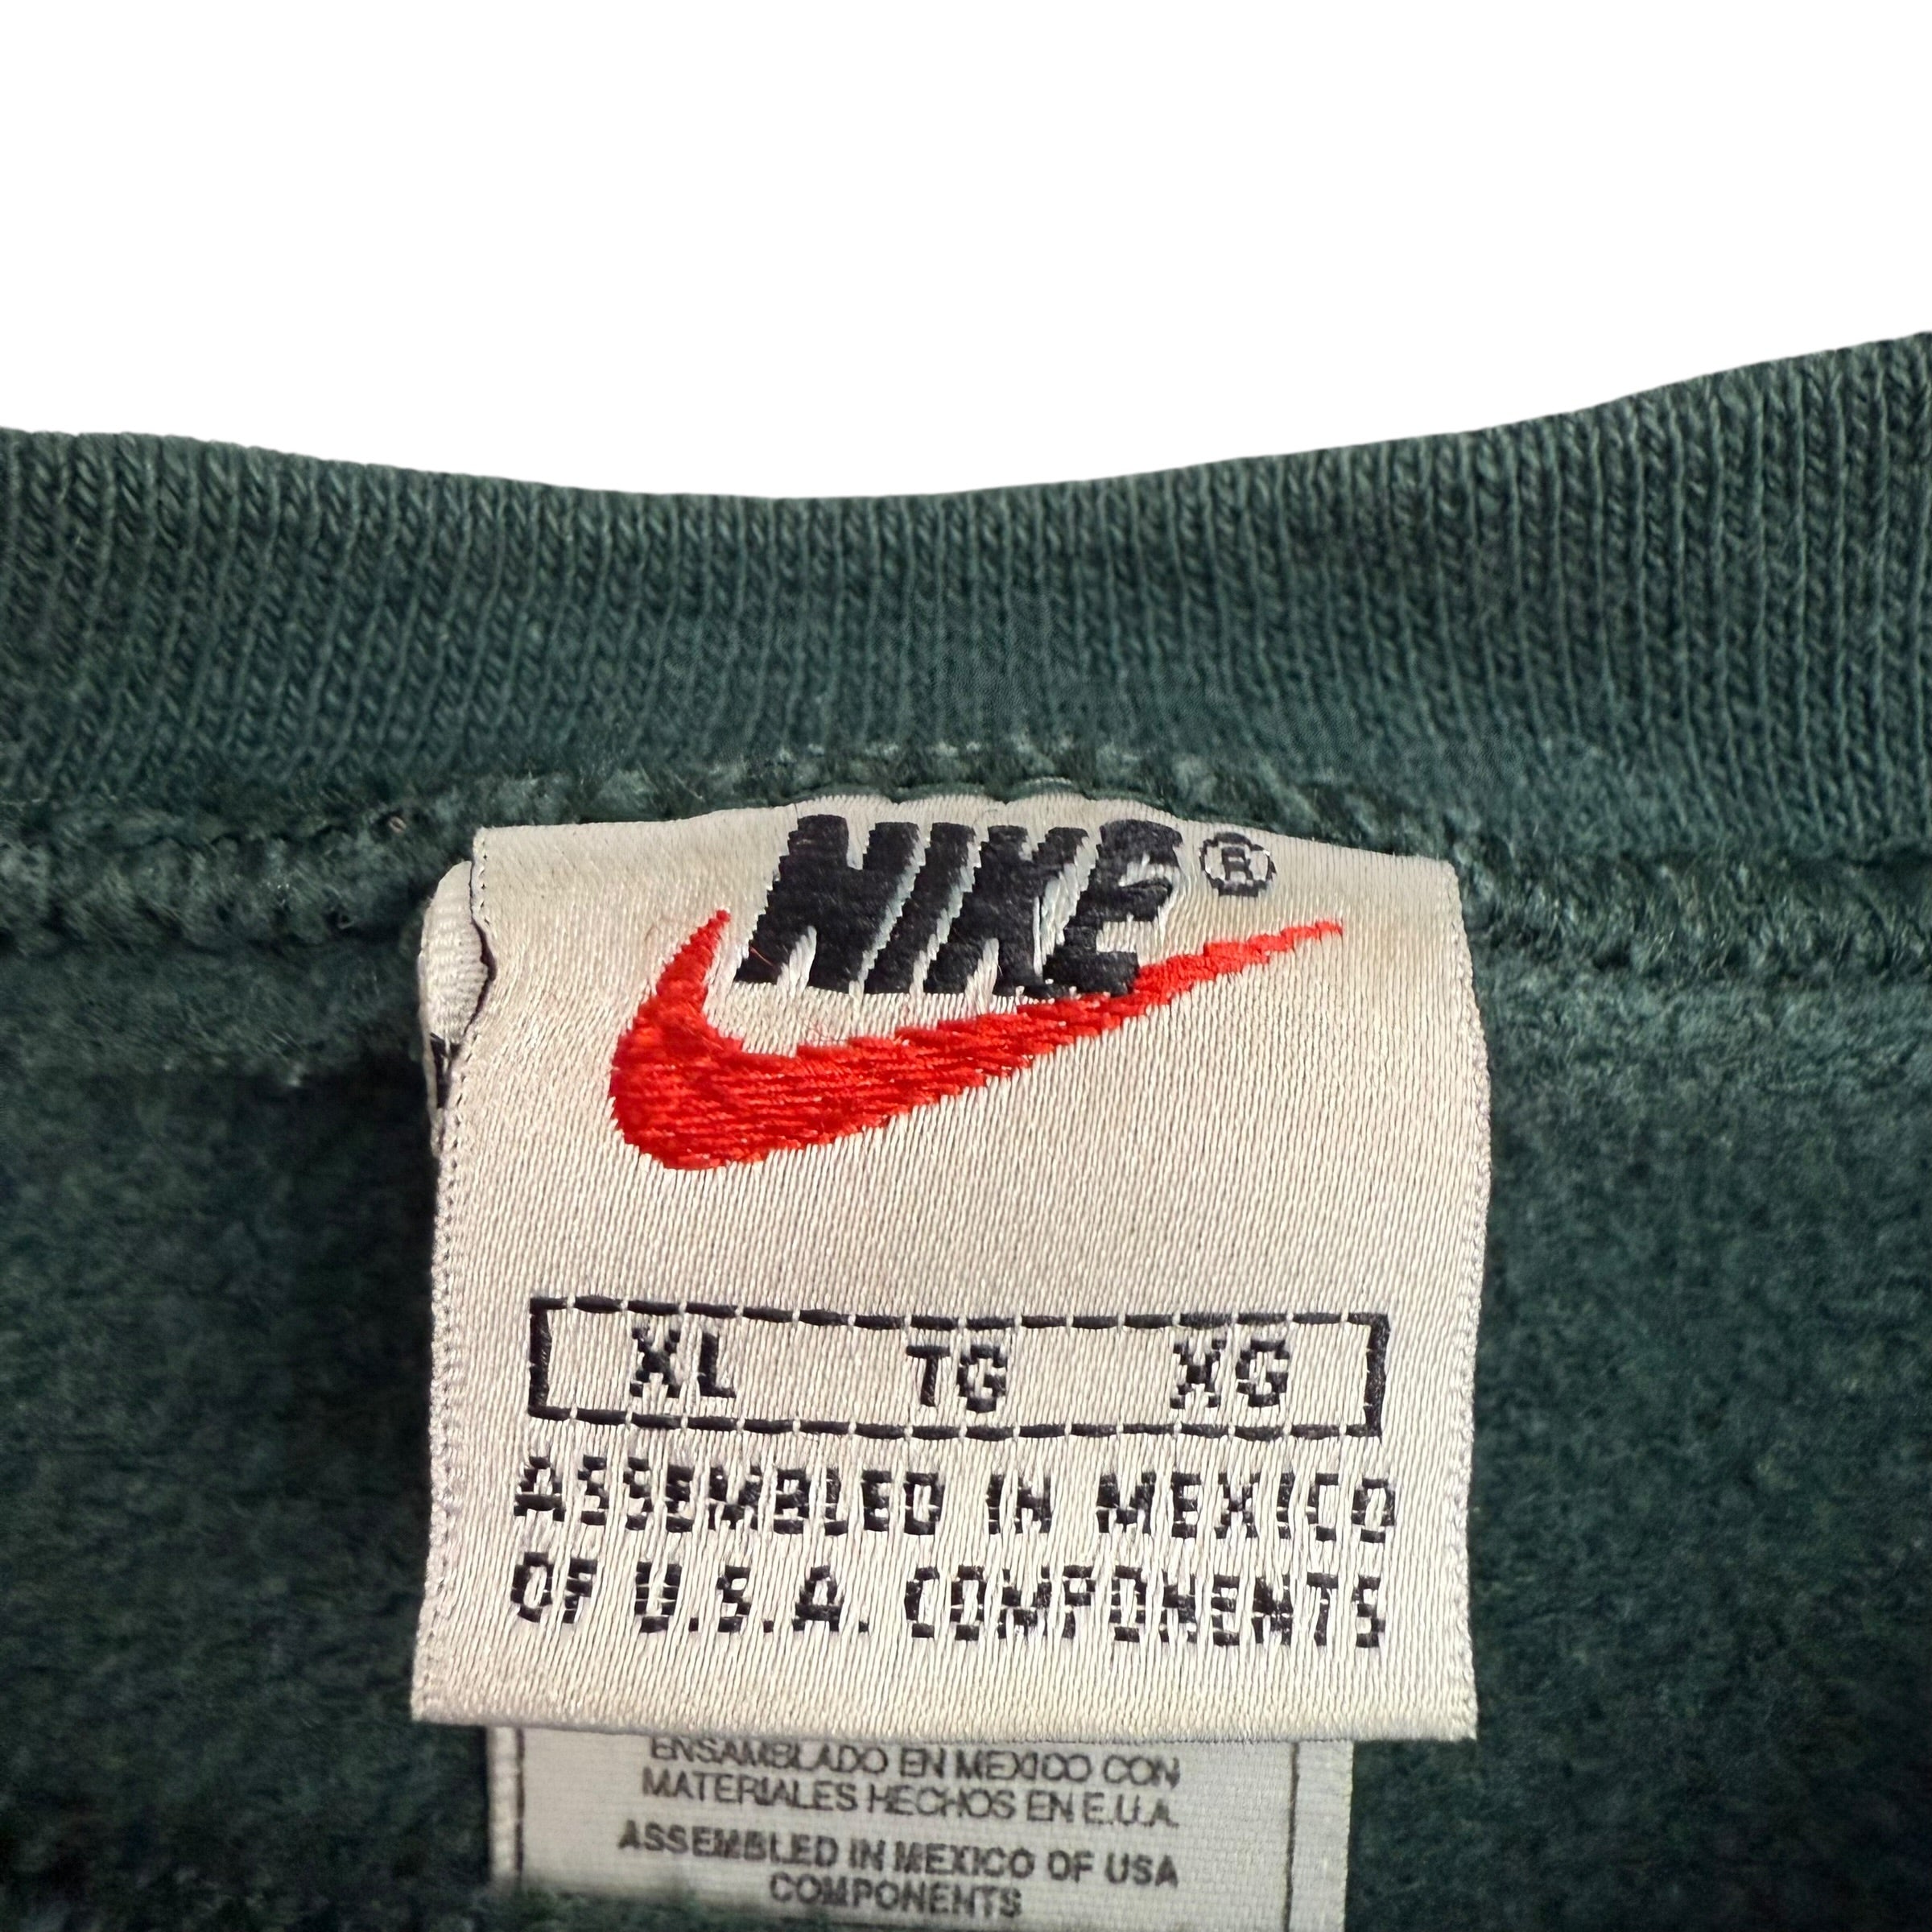 NIKE®
XL TG XG
ASSEMBLED IN MEXICO
OF U.S.A. COMPONENTS
ENSAMBLADO EN MEXICO CON
MATERIALES HECHOS EN E.U.A.
ASSEMBLED IN MEXICO OF USA
COMPONENTS